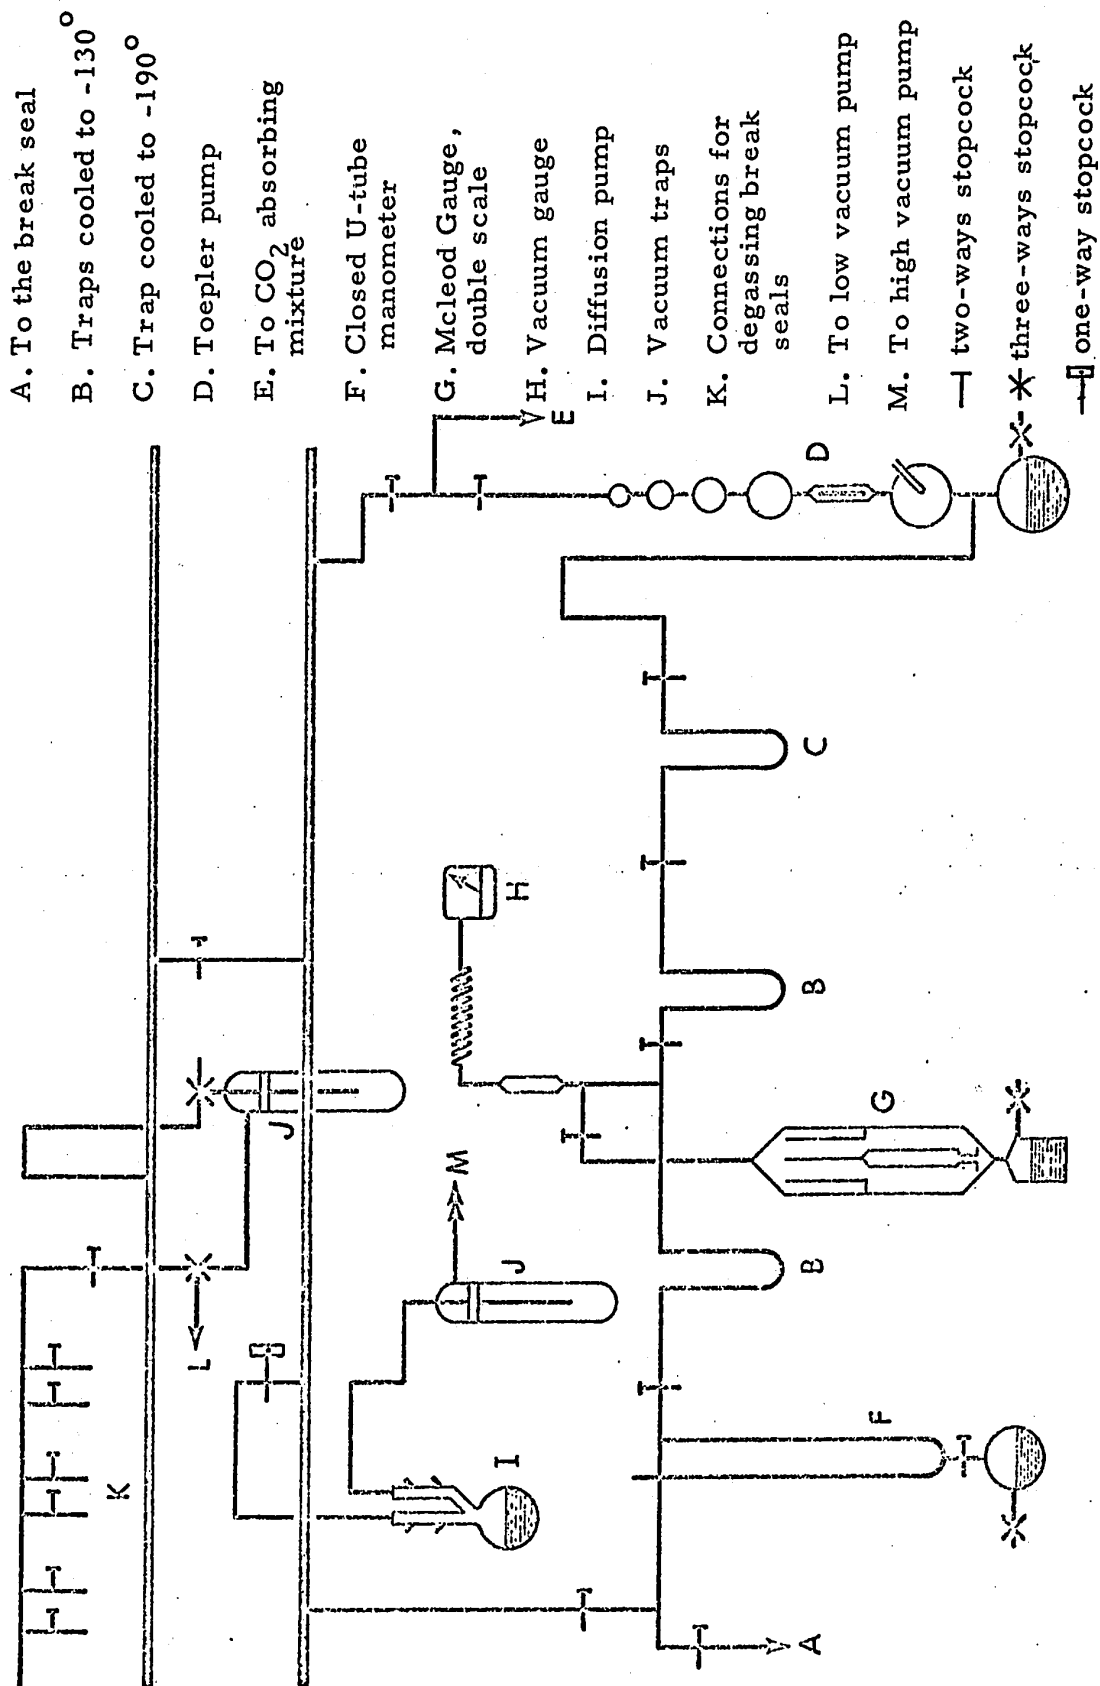 A. To the break seal
B. Traps cooled to -130°
C. Trap cooled to -190°
D. Toepler pump
E. To CO2 absorbing
mixture
F. Closed U-tube
manometer
G. Mcleod Gauge,
double scale
H. Vacuum gauge
I. Diffusion pump
J. Vacuum traps
K. Connections for
degassing break
seals
L. To low vacuum pump
M. To high vacuum pump
two-ways stopcock
three-ways stopcock
one-way stopcock
K
L
J
M
J
I
H
E
D
A
F
B
G
B
C